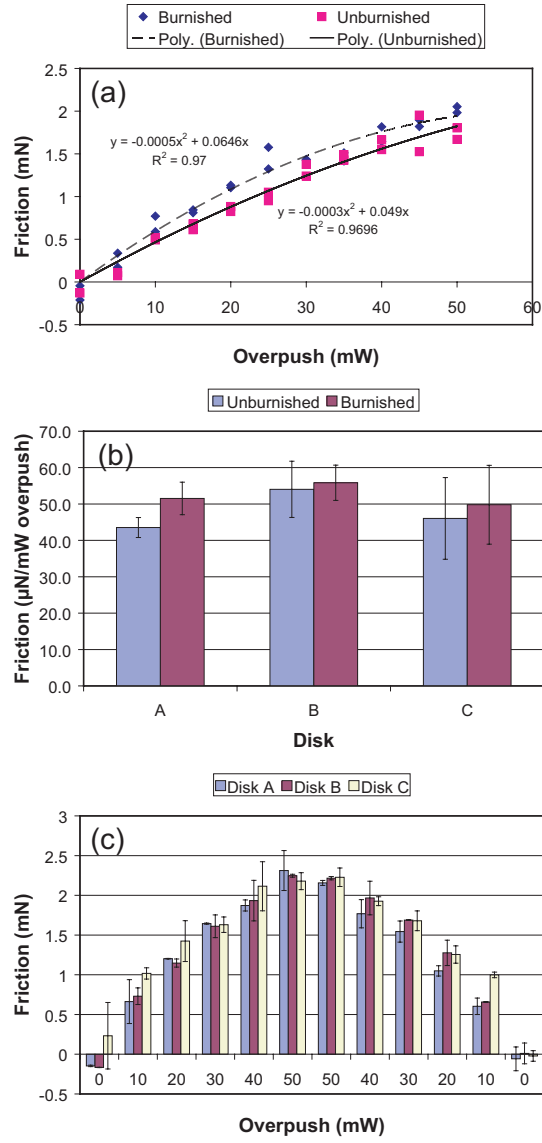 Burnished Unburnished
Poly. (Burnished) Poly. (Unburnished)
(a)
2.5
2
1.5
1
0.5
0
-0.5
y = -0.0005x² + 0.0646x
R² = 0.97
y = -0.0003x² + 0.049x
R² = 0.9696
0 10 20 30 40 50 60
Friction (mN)
Overpush (mW)
Unburnished Burnished
(b)
70.0
60.0
50.0
40.0
30.0
20.0
10.0
0.0
Friction (µN/mW overpush)
A B C
Disk
Disk A Disk B Disk C
(c)
3
2.5
2
1.5
1
0.5
0
-0.5
Friction (mN)
0 10 20 30 40 50 50 40 30 20 10 0
Overpush (mW)